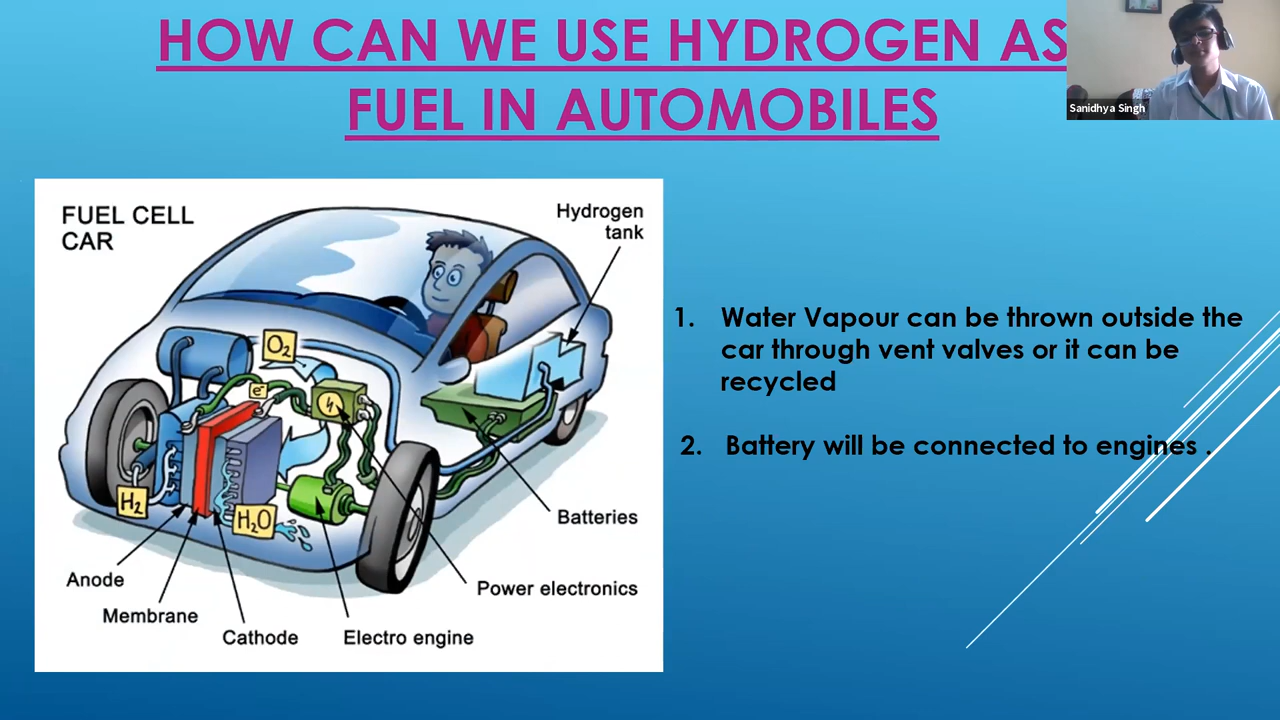 HOW CAN WE USE HYDROGEN AS
FUEL IN AUTOMOBILES
Sanidhya Singh
FUEL CELL
CAR
Hydrogen
tank
O2
e-
H2
H2O
Batteries
Anode
Power electronics
Membrane
Cathode
Electro engine
1. Water Vapour can be thrown outside the
car through vent valves or it can be
recycled
2. Battery will be connected to engines .